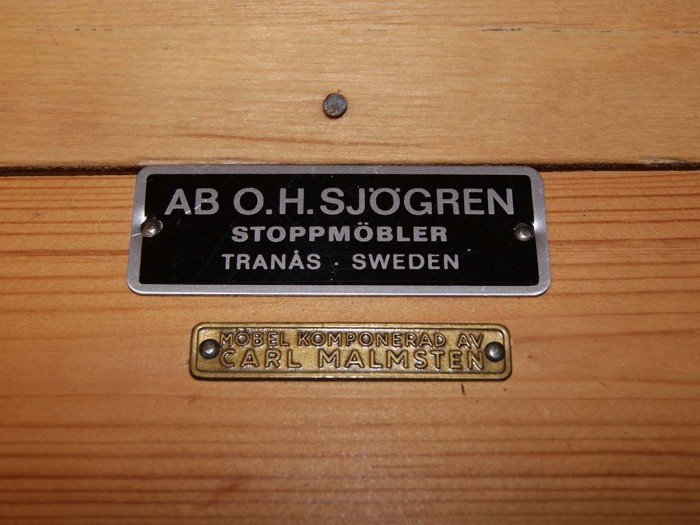 AB O.H.SJÖGREN
STOPPMÖBLER
TRANÅS · SWEDEN
MÖBEL KOMPONERAD AV
CARL MALMSTEN